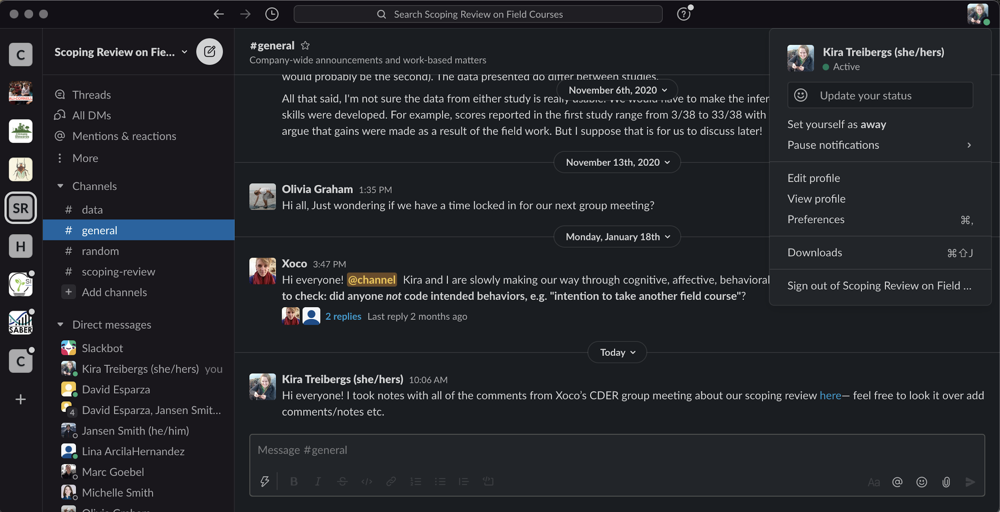 Search Scoping Review on Field Courses
C
ALI-CORNELL
Climate
Stewards
SR
H
SI
SABER
C
Scoping Review on Fie...
Threads
All DMs
Mentions & reactions
More
Channels
# data
# general
# random
# scoping-review
+ Add channels
Direct messages
Slackbot
Kira Treibergs (she/hers) you
David Esparza
4 David Esparza, Jansen Smit...
Jansen Smith (he/him)
Lina ArcilaHernandez
Marc Goebel
Michelle Smith
Olivia Graham
#general
Company-wide announcements and work-based matters
would probably be the second). The data presented do differ between studies.
November 6th, 2020
All that said, I'm not sure the data from either study is really usable. We would have to make the infer
skills were developed. For example, scores reported in the first study range from 3/38 to 33/38 with
argue that gains were made as a result of the field work. But I suppose that is for us to discuss later!
November 13th, 2020
Olivia Graham 1:35 PM
Hi all, Just wondering if we have a time locked in for our next group meeting?
Monday, January 18th
Xoco 3:47 PM
Hi everyone! @channel Kira and I are slowly making our way through cognitive, affective, behavioral
to check: did anyone not code intended behaviors, e.g. "intention to take another field course"?
2 replies Last reply 2 months ago
Today
Kira Treibergs (she/hers) 10:06 AM
Hi everyone! I took notes with all of the comments from Xoco’s CDER group meeting about our scoping review here— feel free to look it over add
comments/notes etc.
Message #general
B I S </> Aa @
Kira Treibergs (she/hers)
Active
Update your status
Set yourself as away
Pause notifications
Edit profile
View profile
Preferences ⌘,
Downloads ⌘⇧J
Sign out of Scoping Review on Field ...